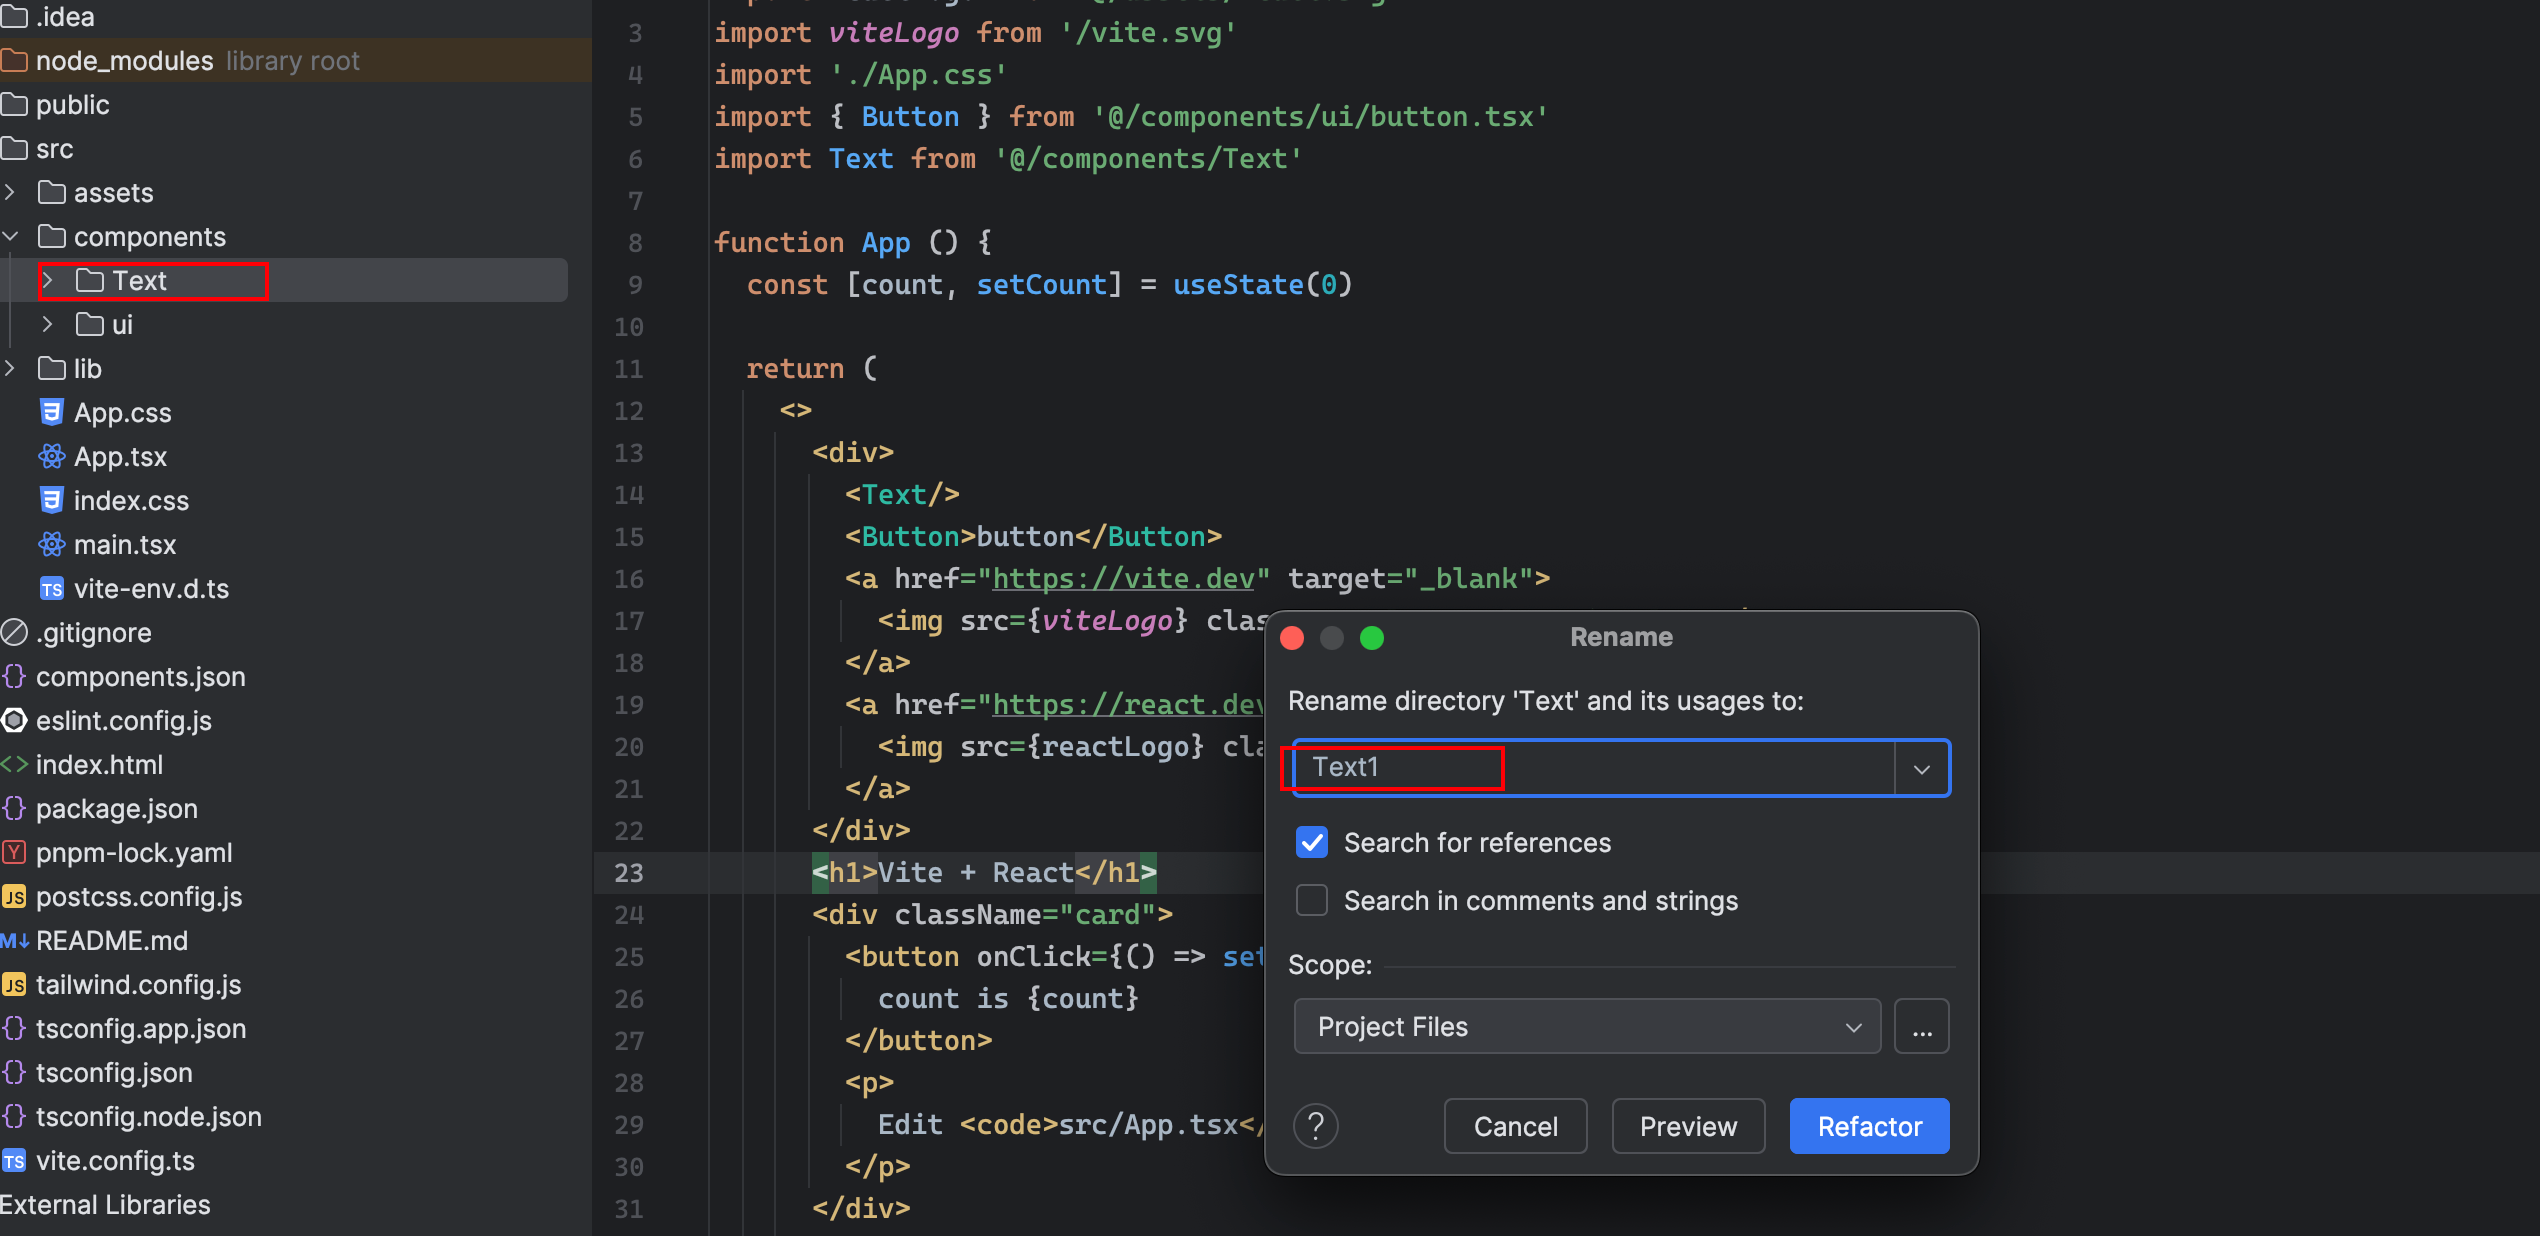 .idea
node_modules library root
public
src
assets
components
Text
ui
lib
App.css
App.tsx
index.css
main.tsx
vite-env.d.ts
.gitignore
components.json
eslint.config.js
index.html
package.json
pnpm-lock.yaml
postcss.config.js
README.md
tailwind.config.js
tsconfig.app.json
tsconfig.json
tsconfig.node.json
vite.config.ts
External Libraries
3 import viteLogo from '/vite.svg'
4 import './App.css'
5 import { Button } from '@/components/ui/button.tsx'
6 import Text from '@/components/Text'
7
8 function App () {
9 const [count, setCount] = useState(0)
10
11 return (
12 <>
13 <div>
14 <Text/>
15 <Button>button</Button>
16 <a href="https://vite.dev" target="_blank">
17 <img src={viteLogo} clas
18 </a>
19 <a href="https://react.dev
20 <img src={reactLogo} cla
21 </a>
22 </div>
23 <h1>Vite + React</h1>
24 <div className="card">
25 <button onClick={() => set
26 count is {count}
27 </button>
28 <p>
29 Edit <code>src/App.tsx</
30 </p>
31 </div>
Rename
Rename directory 'Text' and its usages to:
Text1
Search for references
Search in comments and strings
Scope:
Project Files
...
?
Cancel
Preview
Refactor